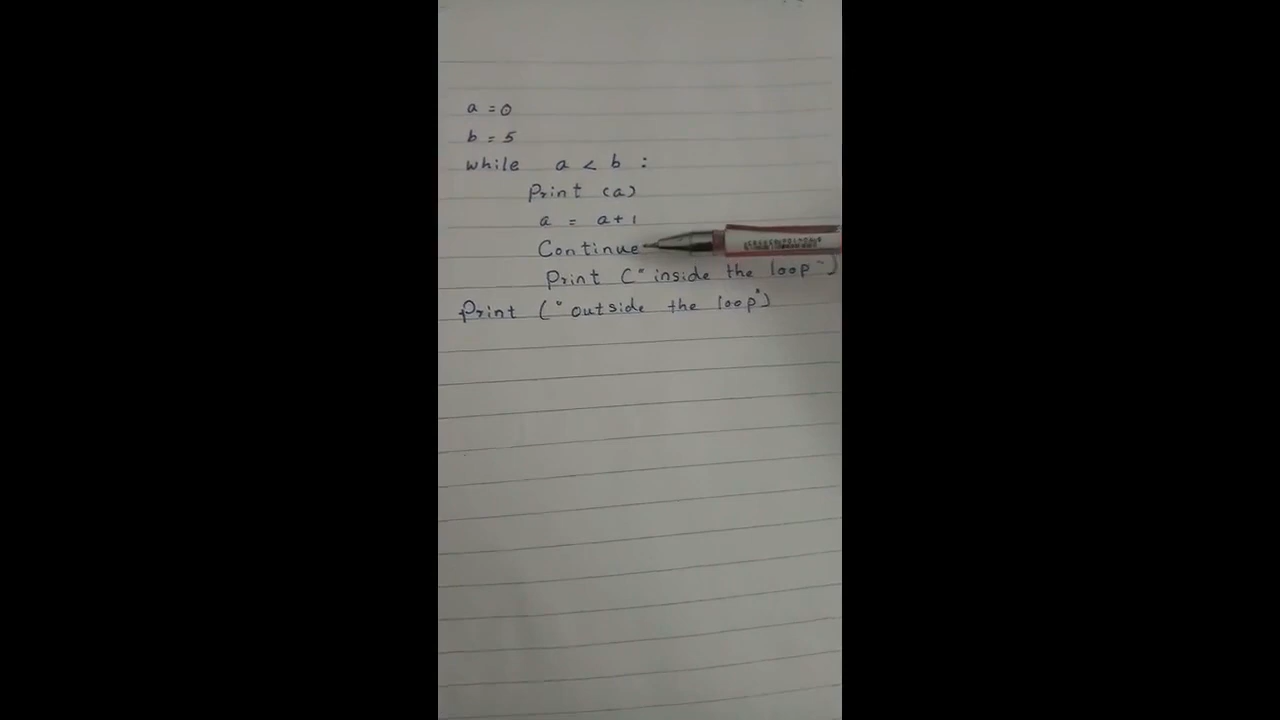 a = 0
b = 5
while a < b :
Print (a)
a = a+1
Continue
Print ("inside the loop")
Print ("outside the loop")